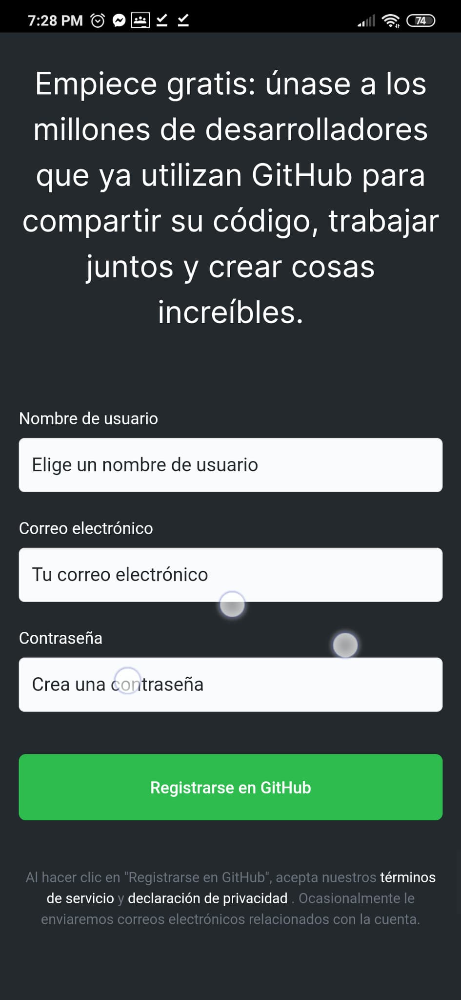 7:28 PM
74
Empiece gratis: únase a los
millones de desarrolladores
que ya utilizan GitHub para
compartir su código, trabajar
juntos y crear cosas
increíbles.
Nombre de usuario
Elige un nombre de usuario
Correo electrónico
Tu correo electrónico
Contraseña
Crea una contraseña
Registrarse en GitHub
Al hacer clic en "Registrarse en GitHub", acepta nuestros términos
de servicio y declaración de privacidad . Ocasionalmente le
enviaremos correos electrónicos relacionados con la cuenta.